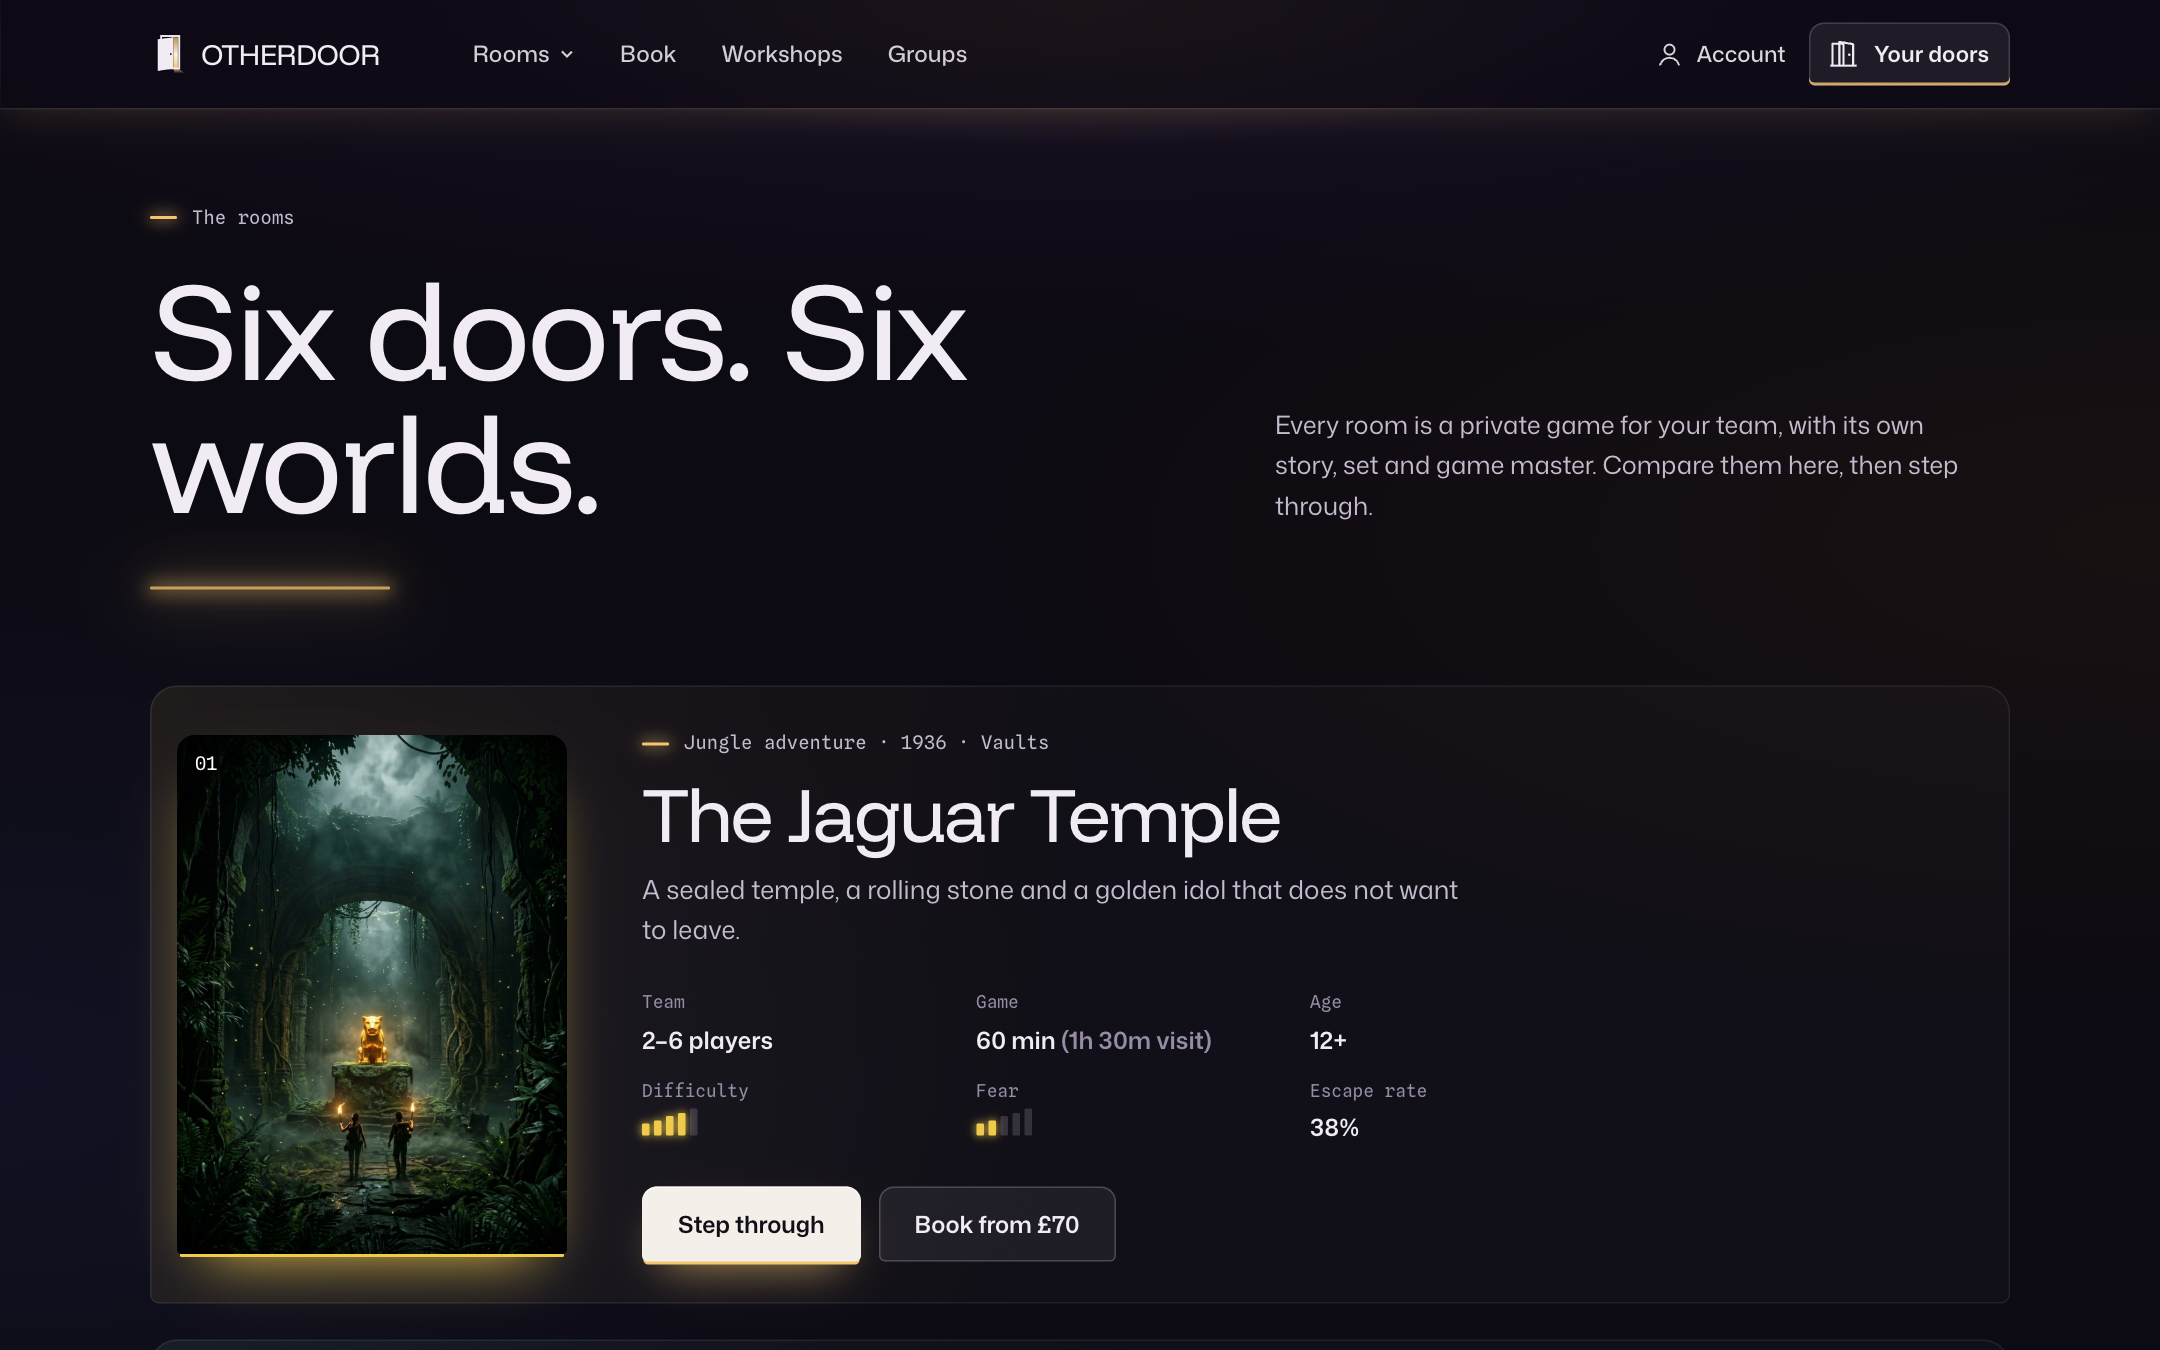 OTHERDOOR
Rooms
Book
Workshops
Groups
Account
Your doors
The rooms
Six doors. Six
worlds.
Every room is a private game for your team, with its own
story, set and game master. Compare them here, then step
through.
01
Jungle adventure · 1936 · Vaults
The Jaguar Temple
A sealed temple, a rolling stone and a golden idol that does not want
to leave.
Team
2–6 players
Game
60 min (1h 30m visit)
Age
12+
Difficulty
Fear
Escape rate
38%
Step through
Book from £70